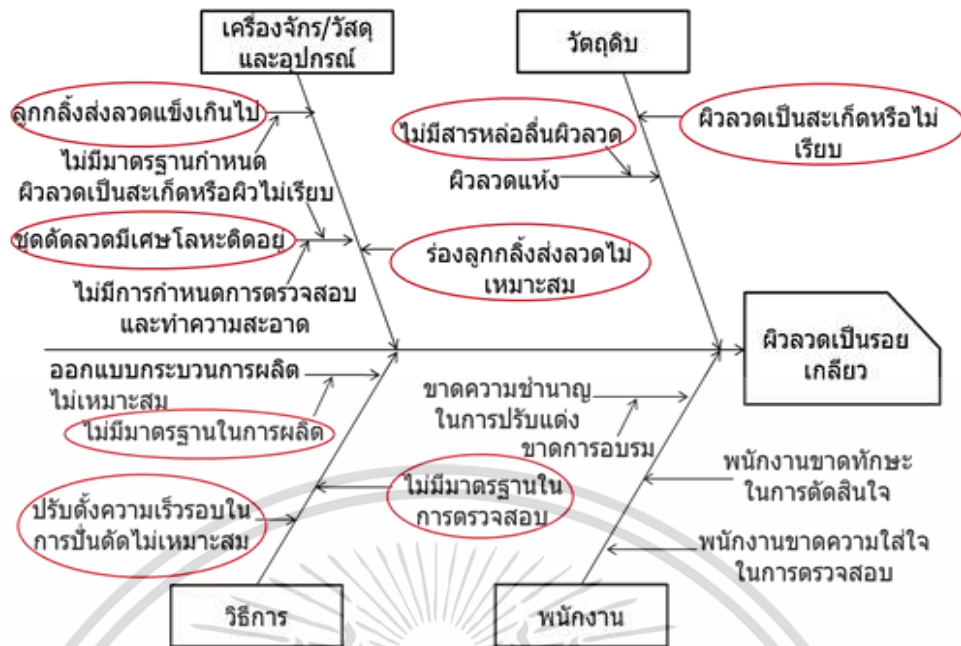 เครื่องจักร/วัสดุ
และอุปกรณ์
วัตถุดิบ
ลูกกลิ้งส่งลวดแข็งเกินไป
ไม่มีมาตรฐานกำหนด
ผิวลวดเป็นสะเก็ดหรือผิวไม่เรียบ
ชุดดัดลวดมีเศษโลหะติดอยู่
ไม่มีการกำหนดการตรวจสอบ
และทำความสะอาด
ร่องลูกกลิ้งส่งลวดไม่
เหมาะสม
ไม่มีสารหล่อลื่นผิวลวด
ผิวลวดแห้ง
ผิวลวดเป็นสะเก็ดหรือไม่
เรียบ
ผิวลวดเป็นรอย
เกลียว
ออกแบบกระบวนการผลิต
ไม่เหมาะสม
ไม่มีมาตรฐานในการผลิต
ปรับตั้งความเร็วรอบใน
การปั่นดัดไม่เหมาะสม
ไม่มีมาตรฐานใน
การตรวจสอบ
ขาดความชำนาญ
ในการปรับแต่ง
ขาดการอบรม
พนักงานขาดทักษะ
ในการตัดสินใจ
พนักงานขาดความใส่ใจ
ในการตรวจสอบ
วิธีการ
พนักงาน